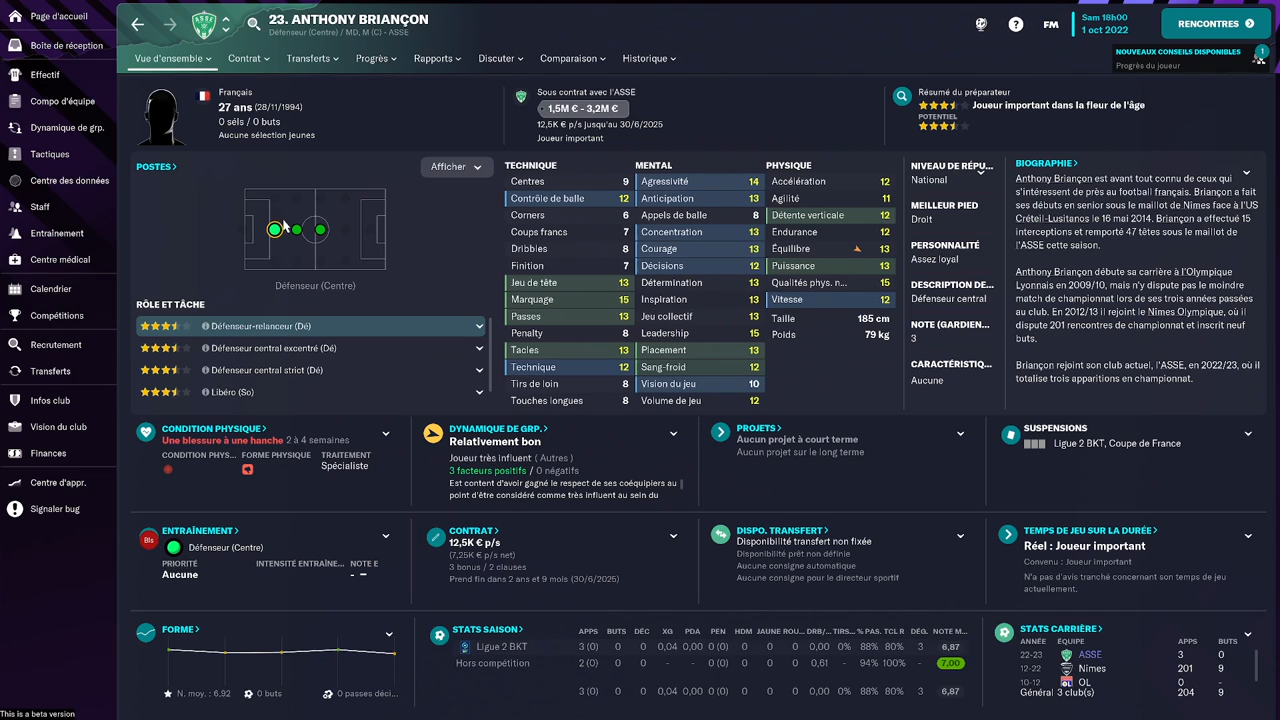 Page d'accueil
Boîte de réception
Effectif
Compo d'équipe
Dynamique de grp.
Tactiques
Centre des données
Staff
Entraînement
Centre médical
Calendrier
Compétitions
Recrutement
Transferts
Infos club
Vision du club
Finances
Centre d'appr.
Signaler bug
This is a beta version
ASSE
23. ANTHONY BRIANÇON
Défenseur (Centre) / MD, M (C) - ASSE
FM
Sam 18h00
1 oct 2022
RENCONTRES
NOUVEAUX CONSEILS DISPONIBLES
Progrès du joueur
1
Vue d'ensemble
Contrat
Transferts
Progrès
Rapports
Discuter
Comparaison
Historique
Français
27 ans (28/11/1994)
0 séls / 0 buts
Aucune sélection jeunes
Sous contrat avec l'ASSE
1,5M € - 3,2M €
12,5K € p/s jusqu'au 30/6/2025
Joueur important
Résumé du préparateur
Joueur important dans la fleur de l'âge
POTENTIEL
POSTES
Afficher
Défenseur (Centre)
RÔLE ET TÂCHE
Défenseur-relanceur (Dé)
Défenseur central excentré (Dé)
Défenseur central strict (Dé)
Libéro (So)
TECHNIQUE
Centres 9
Contrôle de balle 12
Corners 6
Coups francs 7
Dribbles 8
Finition 7
Jeu de tête 13
Marquage 15
Passes 13
Penalty 8
Tacles 13
Technique 12
Tirs de loin 8
Touches longues 8
MENTAL
Agressivité 14
Anticipation 13
Appels de balle 8
Concentration 13
Courage 13
Décisions 12
Détermination 13
Inspiration 13
Jeu collectif 13
Leadership 15
Placement 13
Sang-froid 12
Vision du jeu 10
Volume de jeu 12
PHYSIQUE
Accélération 12
Agilité 11
Détente verticale 12
Endurance 12
Équilibre 13
Puissance 13
Qualités phys. n... 15
Vitesse 12
Taille 185 cm
Poids 79 kg
NIVEAU DE RÉPU...
National
MEILLEUR PIED
Droit
PERSONNALITÉ
Assez loyal
DESCRIPTION DE...
Défenseur central
NOTE (GARDIEN...
3
CARACTÉRISTIQ...
Aucune
BIOGRAPHIE
Anthony Briançon est avant tout connu de ceux qui
s'intéressent de près au football français. Briançon a fait
ses débuts en senior sous le maillot de Nîmes face à l'US
Créteil-Lusitanos le 16 mai 2014. Briançon a effectué 15
interceptions et remporté 47 têtes sous le maillot de
l'ASSE cette saison.
Anthony Briançon débute sa carrière à l'Olympique
Lyonnais en 2009/10, mais n'y dispute pas le moindre
match de championnat lors de ses trois années passées
au club. En 2012/13 il rejoint le Nîmes Olympique, où il
dispute 201 rencontres de championnat et inscrit neuf
buts.
Briançon rejoint son club actuel, l'ASSE, en 2022/23, où il
totalise trois apparitions en championnat.
CONDITION PHYSIQUE
Une blessure à une hanche 2 à 4 semaines
CONDITION PHYS... FORME PHYSIQUE TRAITEMENT
Spécialiste
DYNAMIQUE DE GRP.
Relativement bon
Joueur très influent ( Autres )
3 facteurs positifs / 0 négatifs
Est content d'avoir gagné le respect de ses coéquipiers au
point d'être considéré comme très influent au sein du
PROJETS
Aucun projet à court terme
Aucun projet sur le long terme
SUSPENSIONS
Ligue 2 BKT, Coupe de France
ENTRAÎNEMENT
Bls
Défenseur (Centre)
PRIORITÉ INTENSITÉ ENTRAÎNE... NOTE E
Aucune - –
CONTRAT
12,5K € p/s
(7,25K € p/s net)
3 bonus / 2 clauses
Prend fin dans 2 ans et 9 mois (30/6/2025)
DISPO. TRANSFERT
Disponibilité transfert non fixée
Disponibilité prêt non définie
Aucune consigne automatique
Aucune consigne pour le directeur sportif
TEMPS DE JEU SUR LA DURÉE
Réel : Joueur important
Convenu : Joueur important
N'a pas d'avis tranché concernant son temps de jeu
actuellement.
FORME
N. moy. : 6,92 0 buts 0 passes déci...
STATS SAISON
APPS BUTS DÉC XG PDA PEN HDM JAUNE ROU... DRB/... TIRS... % PAS. TCL R DÉG. NOTE M...
Ligue 2 BKT 3 (0) 0 0 0,04 0,00 0 (0) 0 0 0 0,00 0% 88% 80% 3 6,87
Hors compétition 2 (0) 0 0 - - 0 (0) 0 0 0 0,61 - 94% 100% - 7,00
3 (0) 0 0 0,04 0,00 0 (0) 0 0 0 0,00 0% 88% 80% 3 6,87
STATS CARRIÈRE
ANNÉE ÉQUIPE APPS BUTS
22-23 ASSE 3 0
12-22 Nîmes 201 9
10-12 OL 0 -
Général 3 club(s) 204 9